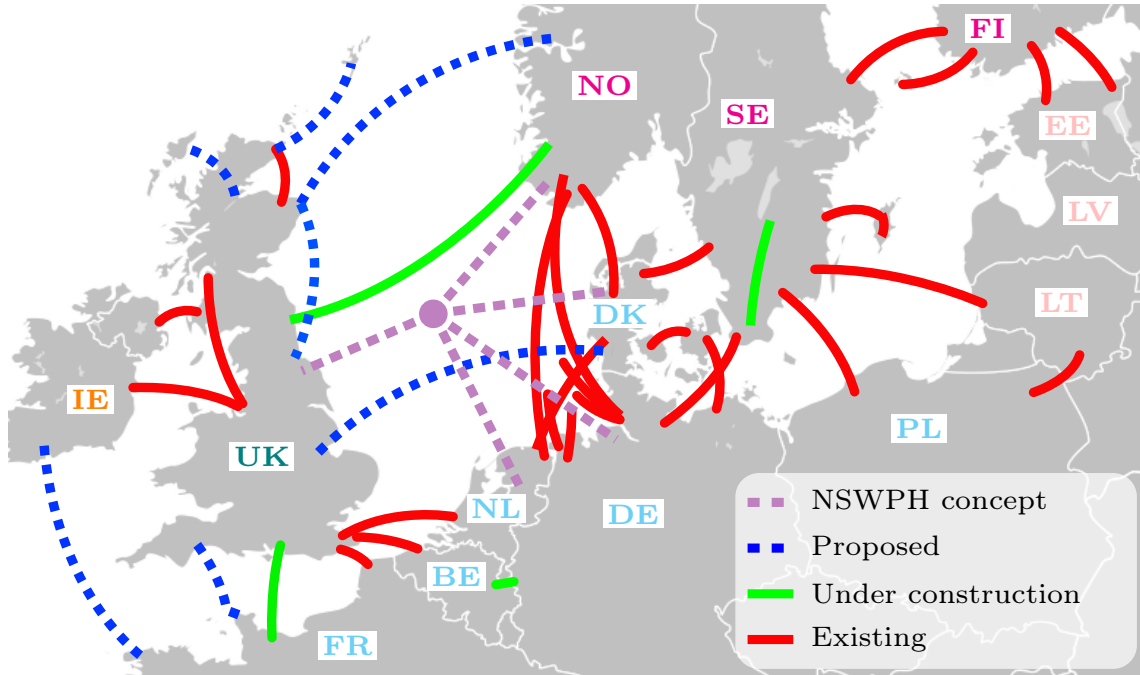 FI
NO
SE
EE
LV
LT
DK
IE
PL
UK
NL
DE
BE
FR
NSWPH concept
Proposed
Under construction
Existing